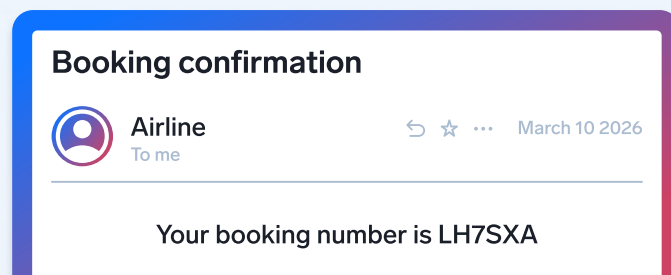 Booking confirmation
Airline
March 10 2026
To me
Your booking number is LH7SXA